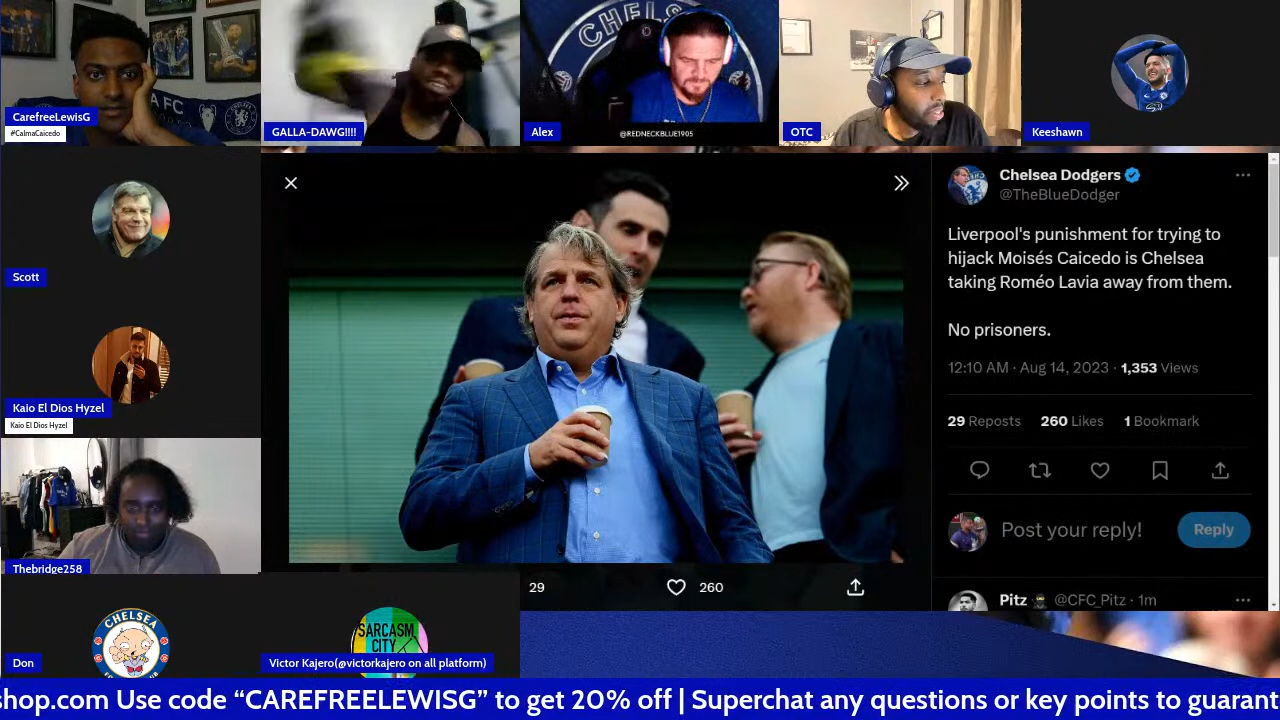 CarefreeLewisG
#CalmaCaicedo
A FC
GALLA-DAWG!!!!
CHELS
Alex
@REDNECKBLUE1905
OTC
Keeshawn
Scott
Kaio El Dios Hyzel
Kaio El Dios Hyzel
Thebridge258
CHELSEA
Don
SARCASM
CITY
Victor Kajero(@victorkajero on all platform)
Chelsea Dodgers
@TheBlueDodger
Liverpool's punishment for trying to
hijack Moisés Caicedo is Chelsea
taking Roméo Lavia away from them.
No prisoners.
12:10 AM · Aug 14, 2023 · 1,353 Views
29 Reposts 260 Likes 1 Bookmark
Post your reply!
Reply
Pitz @CFC_Pitz · 1m
29
260
shop.com Use code “CAREFREELEWISG” to get 20% off | Superchat any questions or key points to guarant